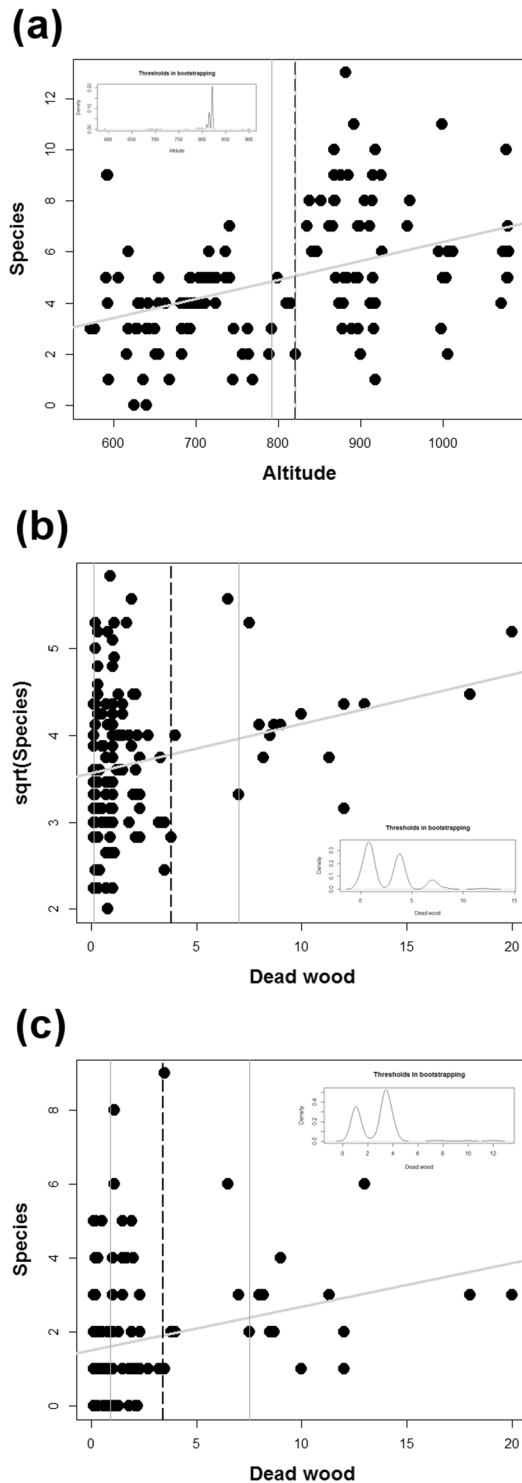 (a)
Thresholds in bootstrapping
Density
0.00 0.10 0.20
600 650 700 750 800 850 900
Altitude
Species
0 2 4 6 8 10 12
600 700 800 900 1000
Altitude
(b)
sqrt(Species)
2 3 4 5
Thresholds in bootstrapping
Density
0.0 0.1 0.2 0.3
0 5 10 15
Dead wood
0 5 10 15 20
Dead wood
(c)
Thresholds in bootstrapping
Density
0.0 0.2 0.4
0 2 4 6 8 10 12
Dead wood
Species
0 2 4 6 8
0 5 10 15 20
Dead wood